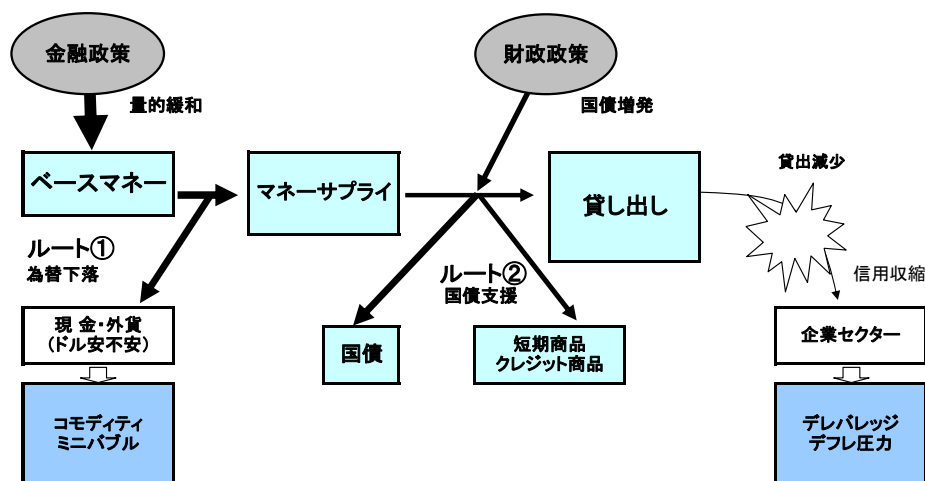 金融政策
財政政策
量的緩和
国債増発
ベースマネー
マネーサプライ
貸し出し
貸出減少
ルート①
為替下落
ルート②
国債支援
信用収縮
現 金・外貨
(ドル安不安)
国債
短期商品
クレジット商品
企業セクター
コモディティ
ミニバブル
デレバレッジ
デフレ圧力